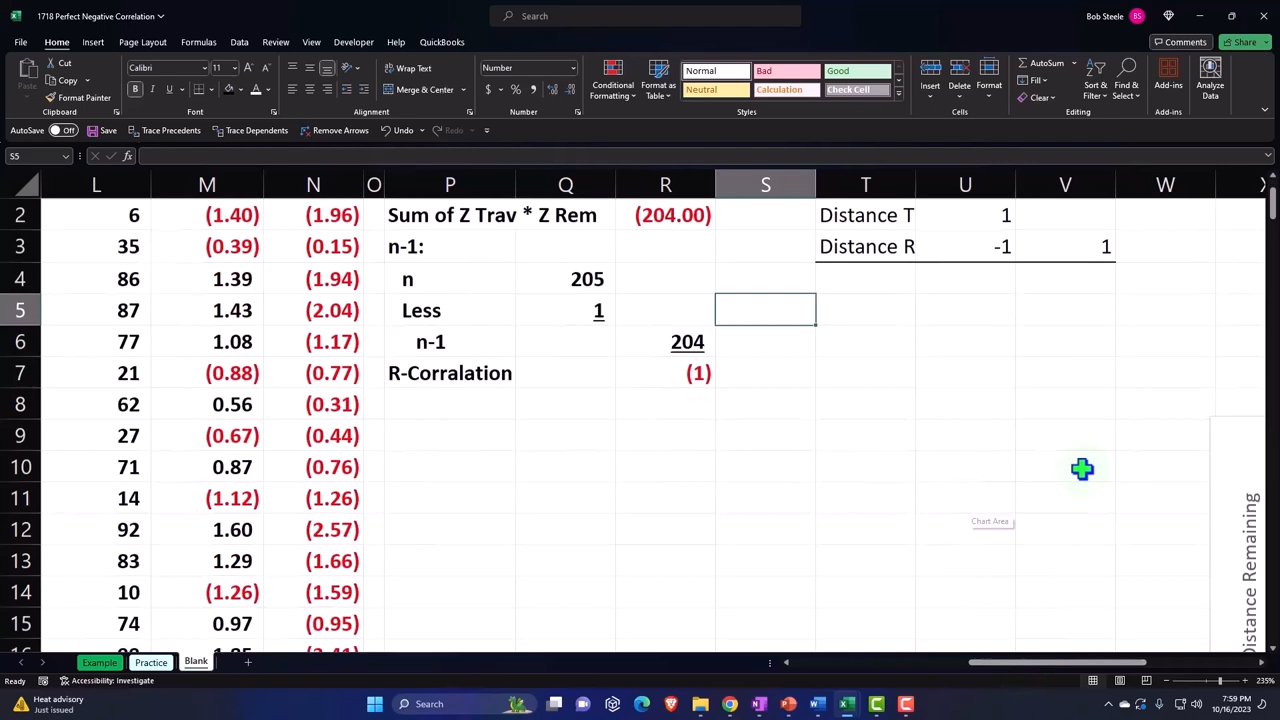 1718 Perfect Negative Correlation
Search
Bob Steele
BS
File Home Insert Page Layout Formulas Data Review View Developer Help QuickBooks
Comments
Share
Paste
Cut
Copy
Format Painter
Clipboard
Calibri
11
Font
Wrap Text
Merge & Center
Alignment
Number
Number
Conditional Formatting
Format as Table
Normal Bad Good
Neutral Calculation Check Cell
Styles
Insert Delete Format
Cells
AutoSum
Fill
Clear
Sort & Filter
Find & Select
Editing
Add-ins
Add-ins
Analyze Data
AutoSave Off Save Trace Precedents Trace Dependents Remove Arrows Undo Redo
S5
fx
L M N O P Q R S T U V W X
2 6 (1.40) (1.96) Sum of Z Trav * Z Rem (204.00) Distance T 1
3 35 (0.39) (0.15) n-1: Distance R -1 1
4 86 1.39 (1.94) n 205
5 87 1.43 (2.04) Less 1
6 77 1.08 (1.17) n-1 204
7 21 (0.88) (0.77) R-Corralation (1)
8 62 0.56 (0.31)
9 27 (0.67) (0.44)
10 71 0.87 (0.76)
11 14 (1.12) (1.26)
12 92 1.60 (2.57)
13 83 1.29 (1.66)
14 10 (1.26) (1.59)
15 74 0.97 (0.95)
Chart Area
Distance Remaining
Example Practice Blank
Ready
Accessibility: Investigate
235%
Heat advisory
Just issued
Search
7:59 PM
10/16/2023